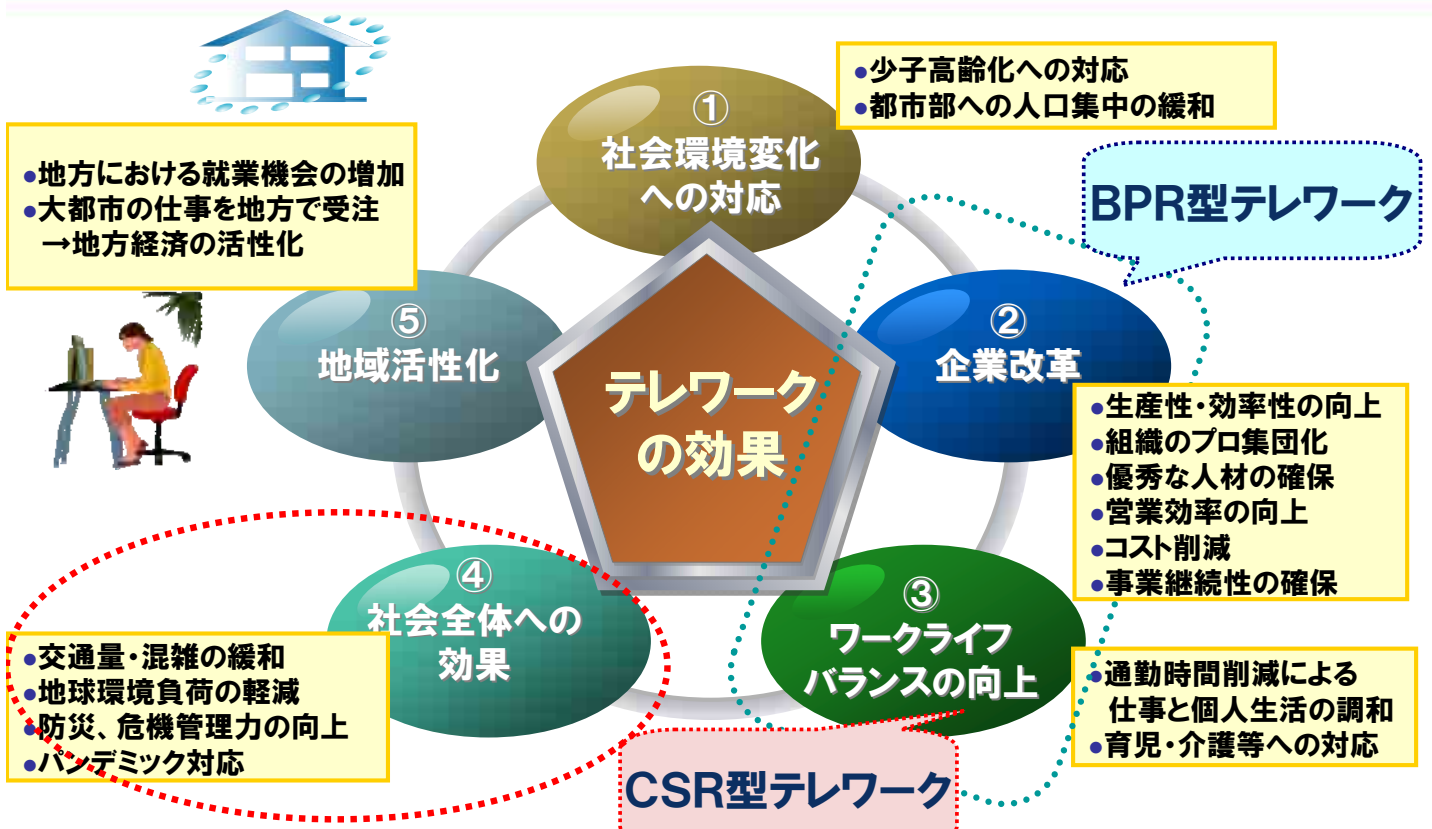 テレワーク
の効果
①
社会環境変化
への対応
●少子高齢化への対応
●都市部への人口集中の緩和
BPR型テレワーク
②
企業改革
●生産性・効率性の向上
●組織のプロ集団化
●優秀な人材の確保
●営業効率の向上
●コスト削減
●事業継続性の確保
③
ワークライフ
バランスの向上
●通勤時間削減による
仕事と個人生活の調和
●育児・介護等への対応
CSR型テレワーク
④
社会全体への
効果
●交通量・混雑の緩和
●地球環境負荷の軽減
●防災、危機管理力の向上
●パンデミック対応
⑤
地域活性化
●地方における就業機会の増加
●大都市の仕事を地方で受注
→地方経済の活性化